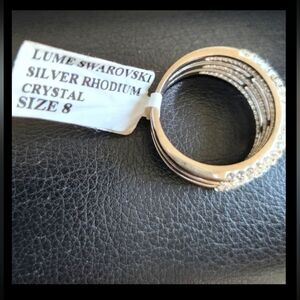 LUME SWAROVSKI
SILVER RHODIUM
CRYSTAL
SIZE 8